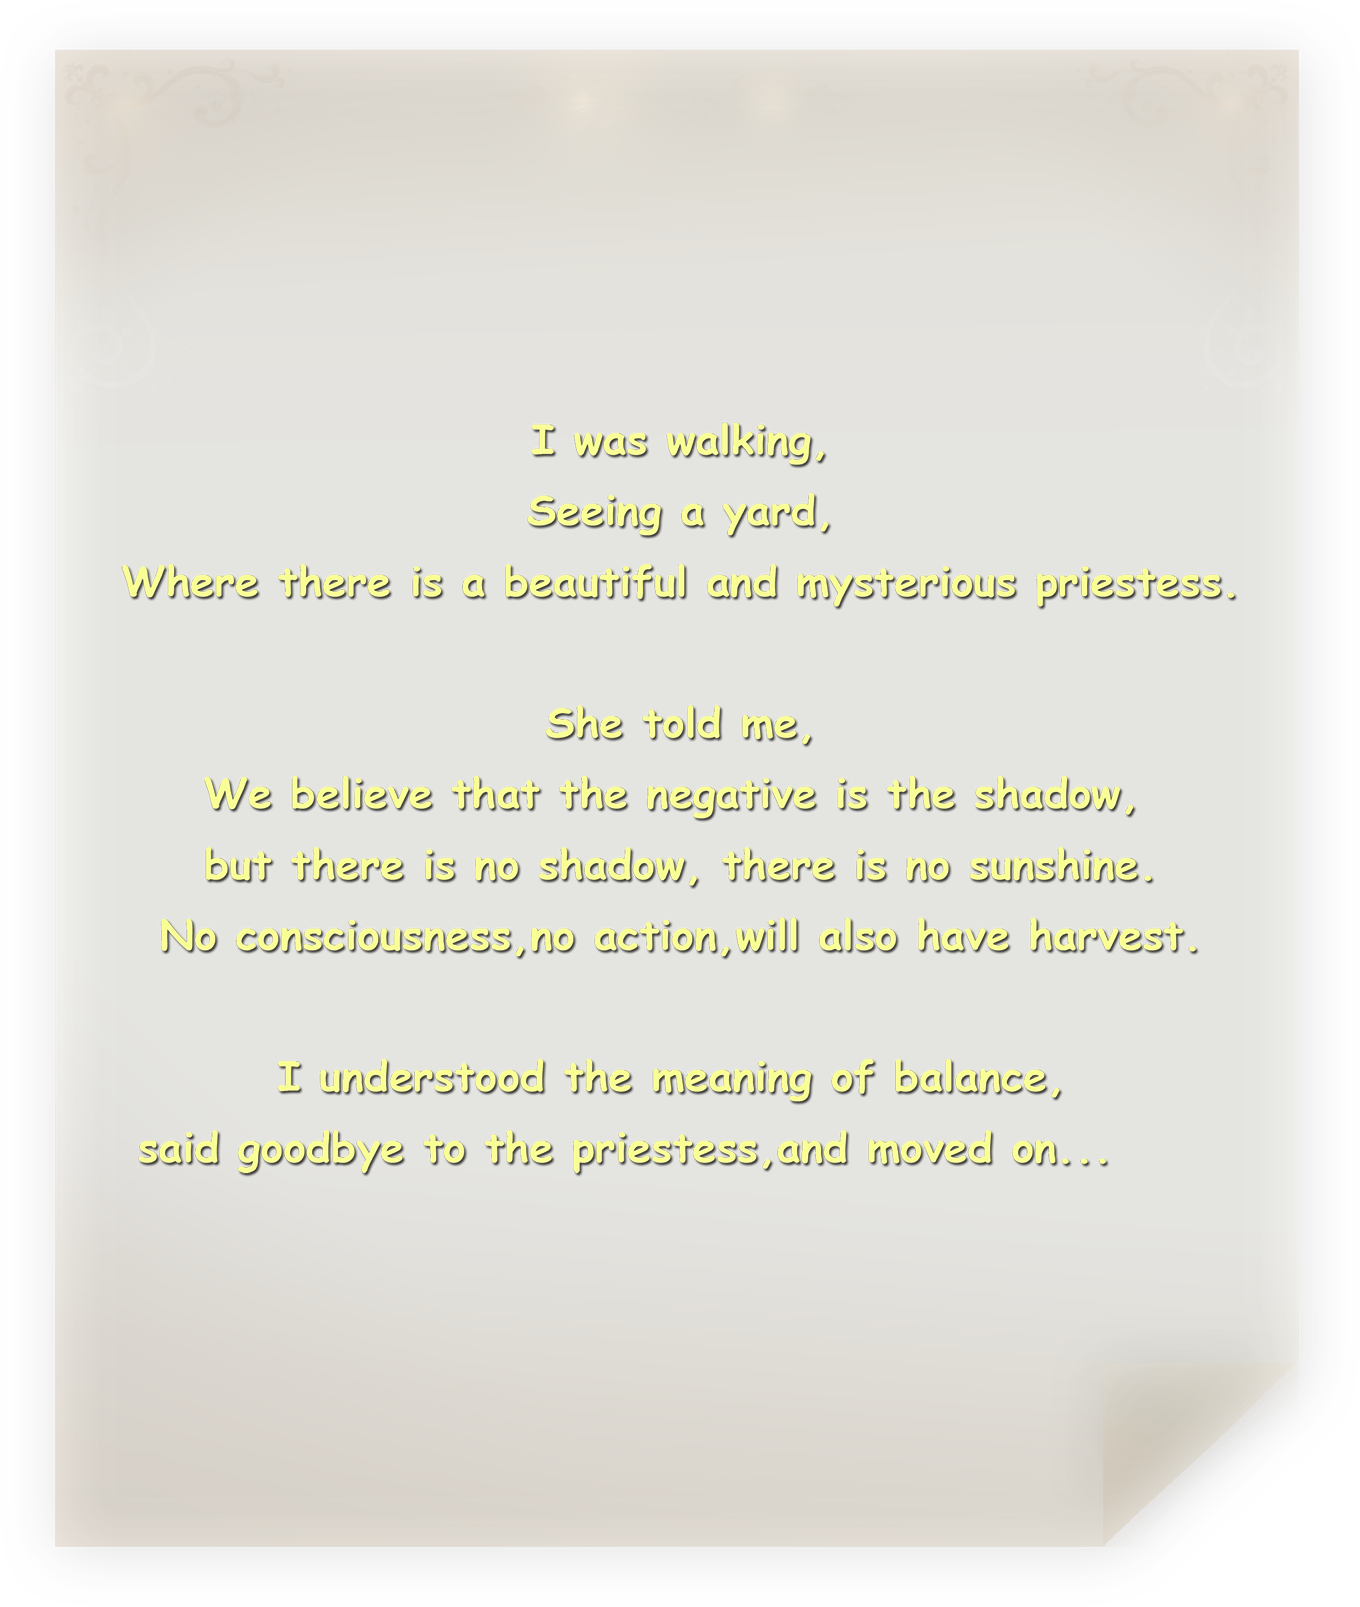 I was walking,
Seeing a yard,
Where there is a beautiful and mysterious priestess.
She told me,
We believe that the negative is the shadow,
but there is no shadow, there is no sunshine.
No consciousness,no action,will also have harvest.
I understood the meaning of balance,
said goodbye to the priestess,and moved on...